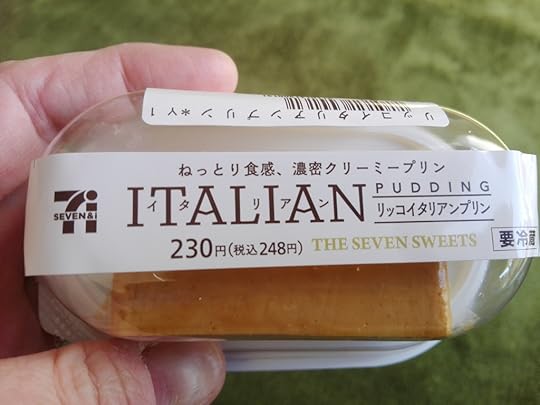 リッコイタリアンプリン＊Y 1
ねっとり食感、濃密クリーミープリン
SEVEN & i
ITALIAN PUDDING
イタリアン リッコイタリアンプリン
230円(税込248円) THE SEVEN SWEETS
要冷